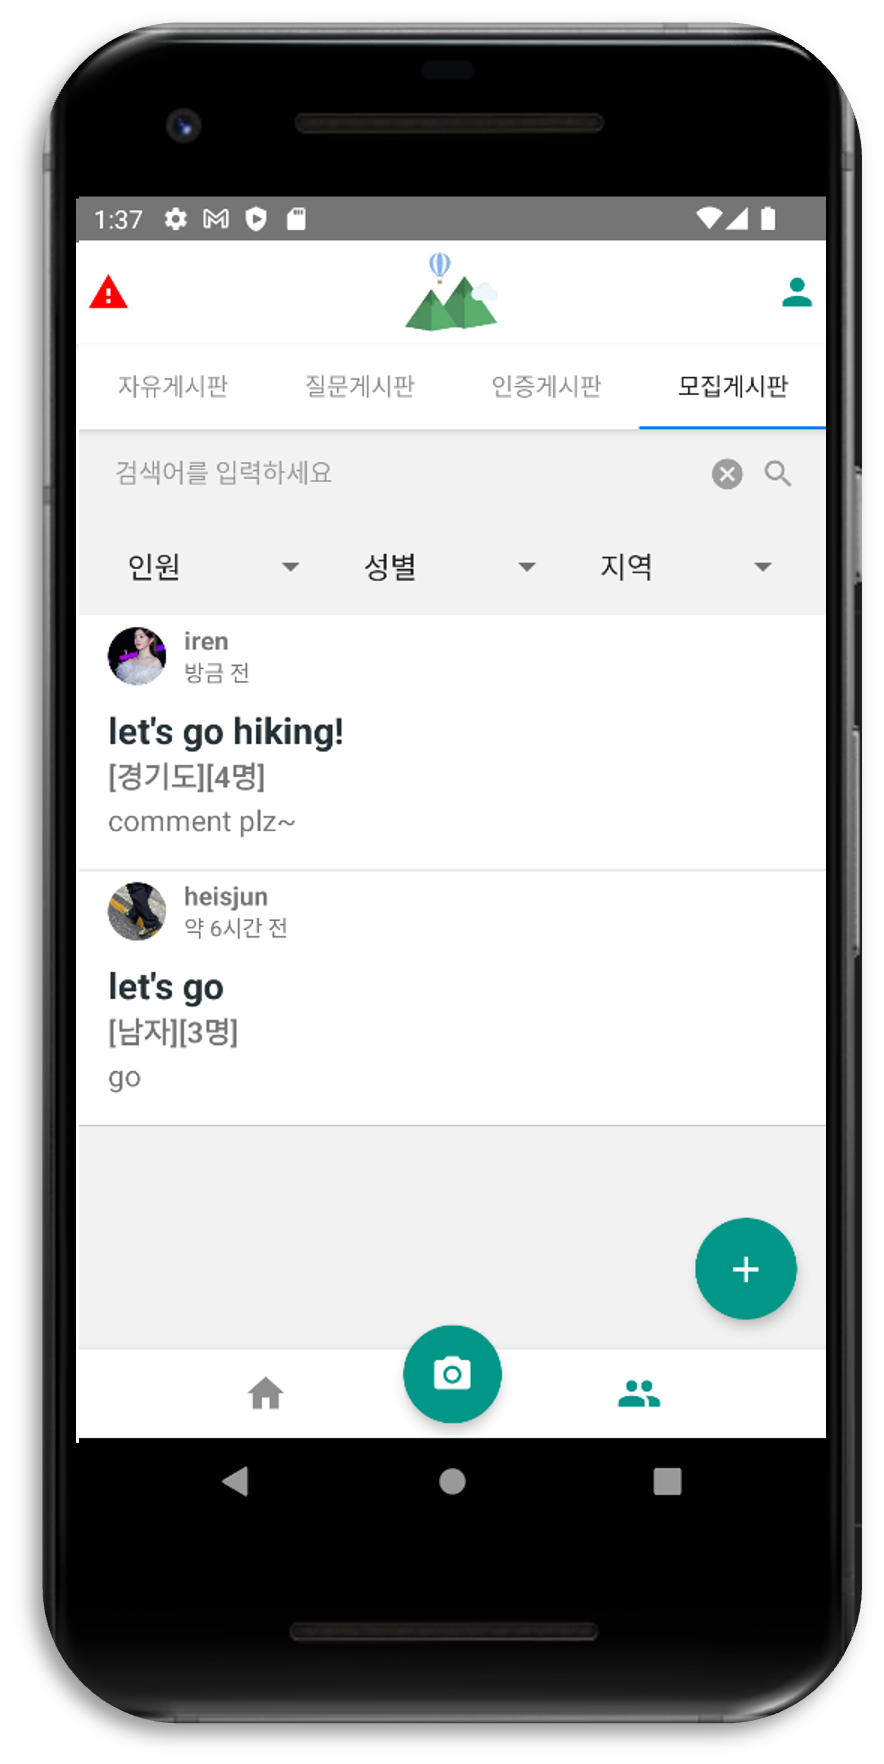 1:37
자유게시판 질문게시판 인증게시판 모집게시판
검색어를 입력하세요
인원 성별 지역
iren
방금 전
let's go hiking!
[경기도][4명]
comment plz~
heisjun
약 6시간 전
let's go
[남자][3명]
go